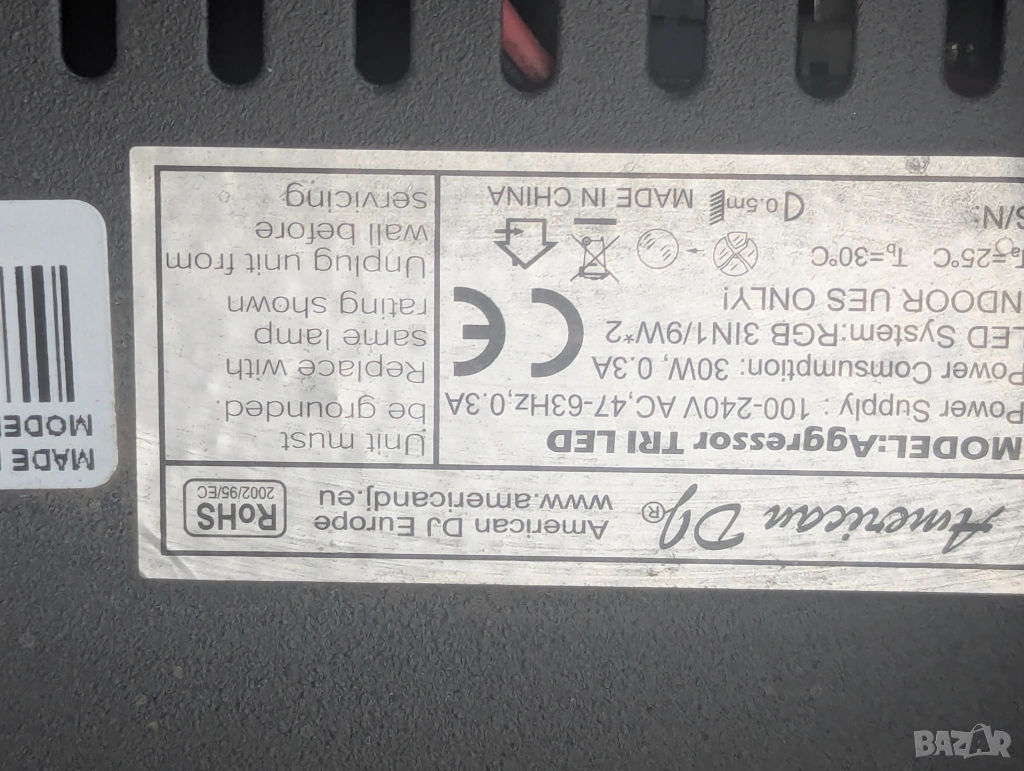 American DJ®
American DJ Europe
www.americandj.eu
RoHS
2002/95/EC
MODEL:Aggressor TRI LED
Power Supply : 100-240V AC,47-63Hz,0.3A
Power Comsumption: 30W, 0.3A
LED System:RGB 3IN1/9W*2
INDOOR UES ONLY!
Ta=25°C Tb=30°C
S/N:
0.5m MADE IN CHINA
CE
Unit must
be grounded.
Replace with
same lamp
rating shown
Unplug unit from
wall before
servicing
MADE
MODE
BAZAR